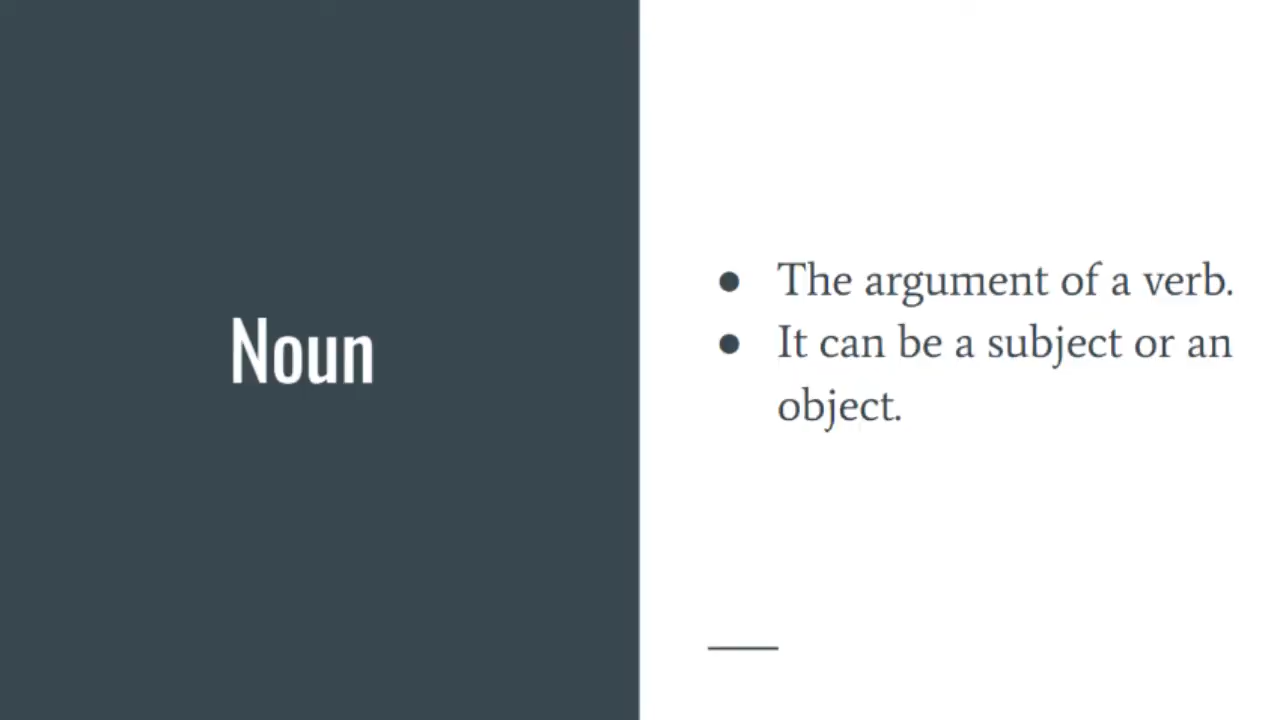 Noun
● The argument of a verb.
● It can be a subject or an
object.